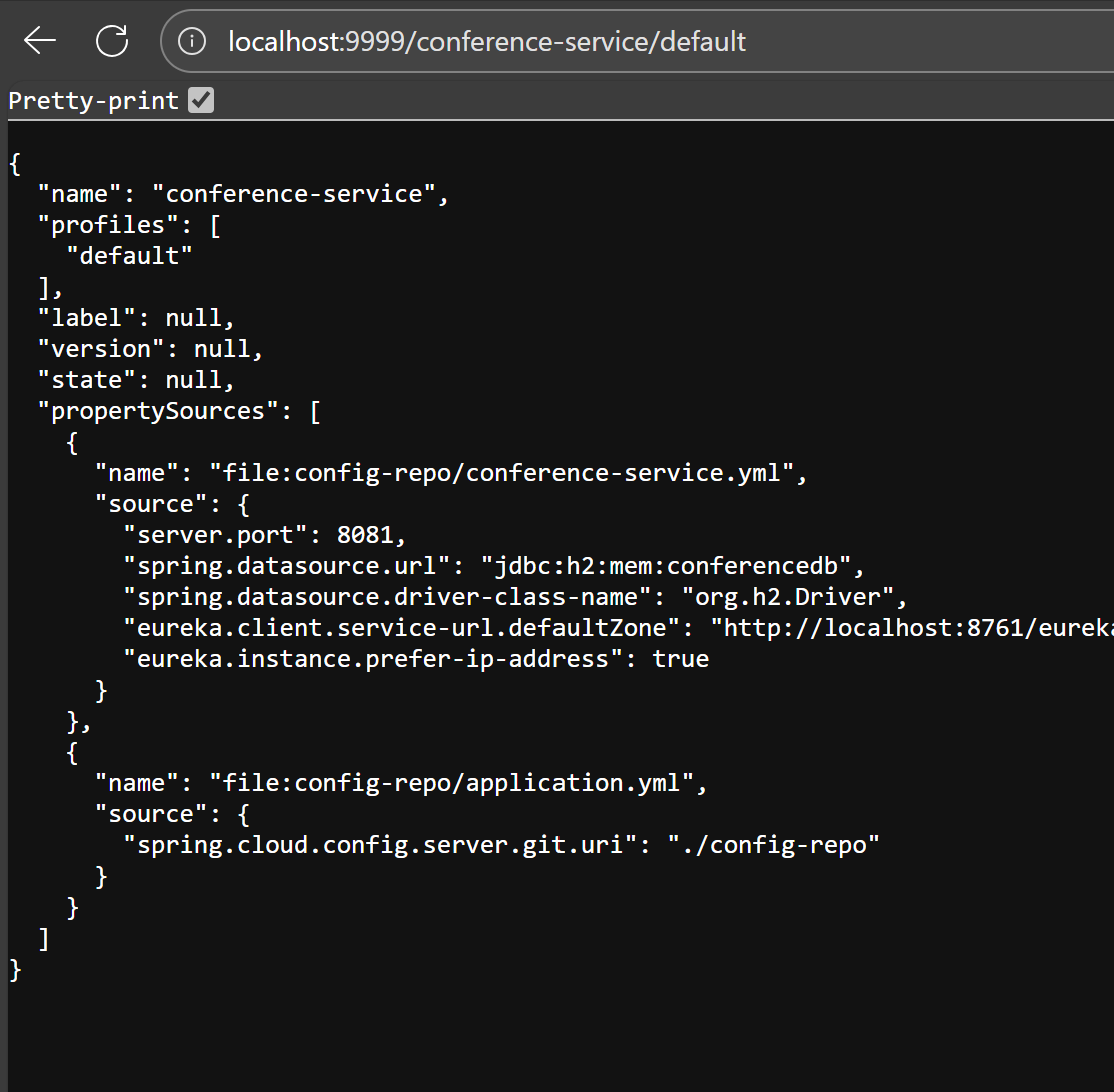 localhost:9999/conference-service/default
Pretty-print
{
  "name": "conference-service",
  "profiles": [
    "default"
  ],
  "label": null,
  "version": null,
  "state": null,
  "propertySources": [
    {
      "name": "file:config-repo/conference-service.yml",
      "source": {
        "server.port": 8081,
        "spring.datasource.url": "jdbc:h2:mem:conferencedb",
        "spring.datasource.driver-class-name": "org.h2.Driver",
        "eureka.client.service-url.defaultZone": "http://localhost:8761/eureka
        "eureka.instance.prefer-ip-address": true
      }
    },
    {
      "name": "file:config-repo/application.yml",
      "source": {
        "spring.cloud.config.server.git.uri": "./config-repo"
      }
    }
  ]
}